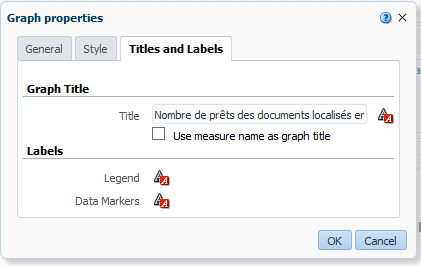 Graph properties
General Style Titles and Labels
Graph Title
Title Nombre de prêts des documents localisés er
Use measure name as graph title
Labels
Legend
Data Markers
OK Cancel